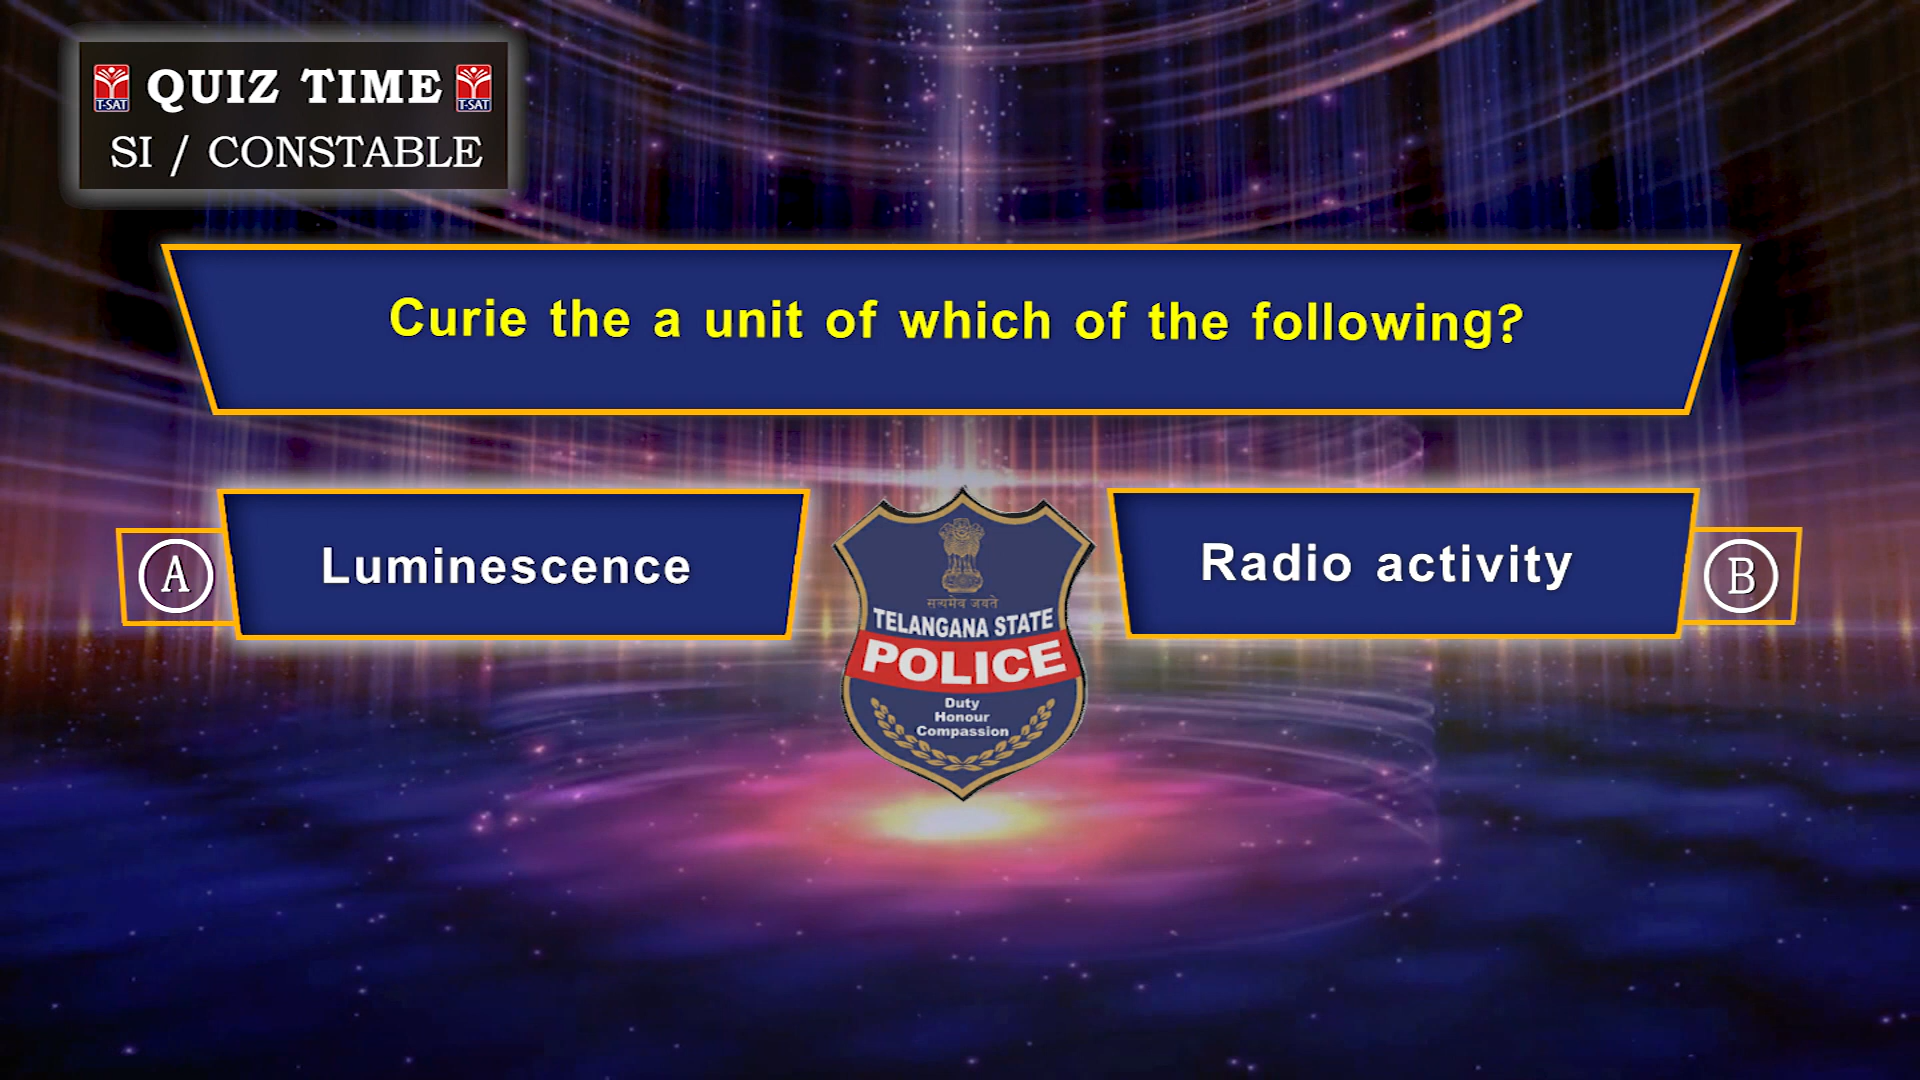 T-SAT QUIZ TIME T-SAT
SI / CONSTABLE
Curie the a unit of which of the following?
A Luminescence
Radio activity B
सत्यमेव जयते
TELANGANA STATE
POLICE
Duty
Honour
Compassion